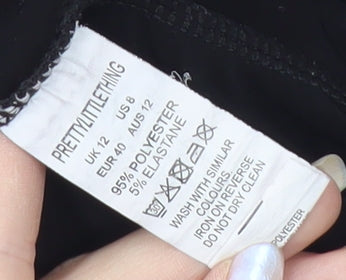 PRETTYLITTLETHING
UK 12 US 8
EUR 40 AUS 12
95% POLYESTER
5% ELASTANE
30
WASH WITH SIMILAR
COLOURS
IRON ON REVERSE
DO NOT DRY CLEAN
POLYESTER